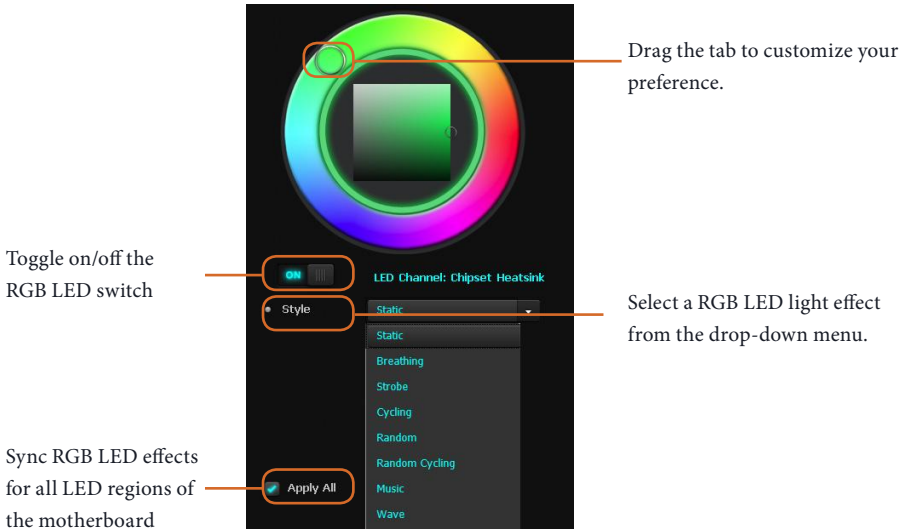 Drag the tab to customize your
preference.
Toggle on/off the
RGB LED switch
ON
LED Channel: Chipset Heatsink
Style
Static
Select a RGB LED light effect
from the drop-down menu.
Static
Breathing
Strobe
Cycling
Random
Random Cycling
Music
Wave
Sync RGB LED effects
for all LED regions of
the motherboard
Apply All